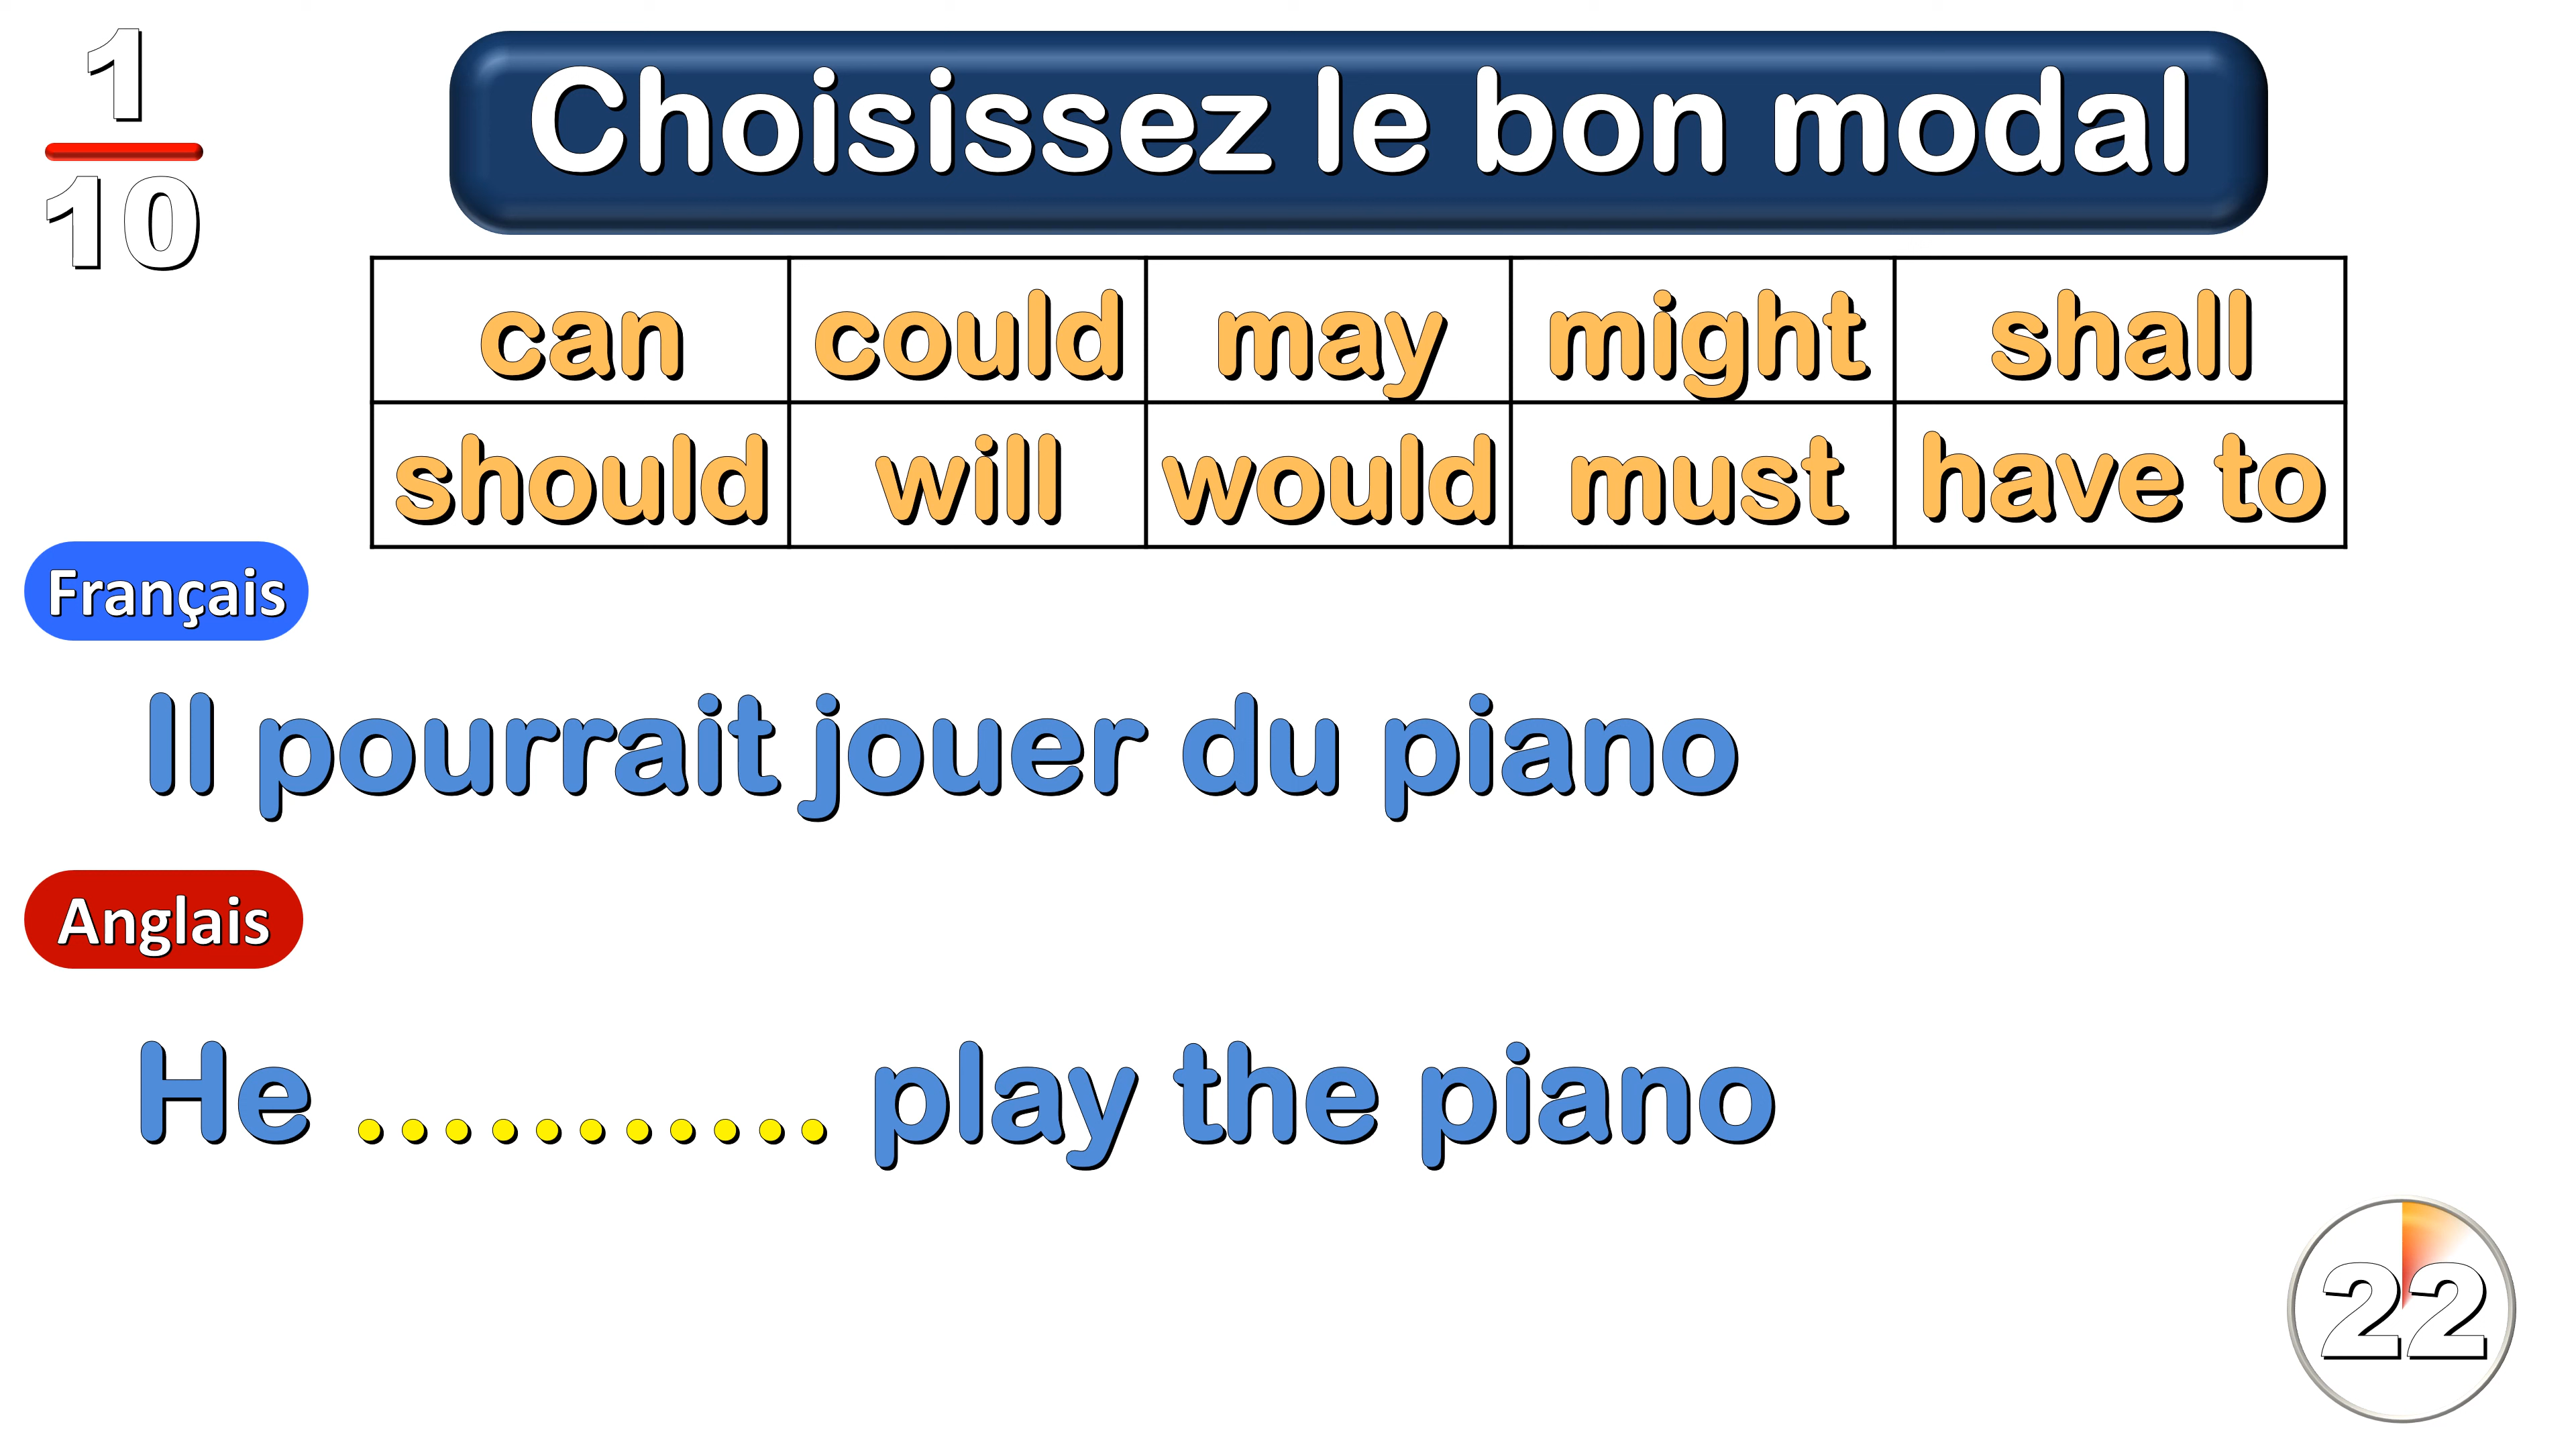 1
10
Choisissez le bon modal
can could may might shall
should will would must have to
Français
Il pourrait jouer du piano
Anglais
He ........... play the piano
22